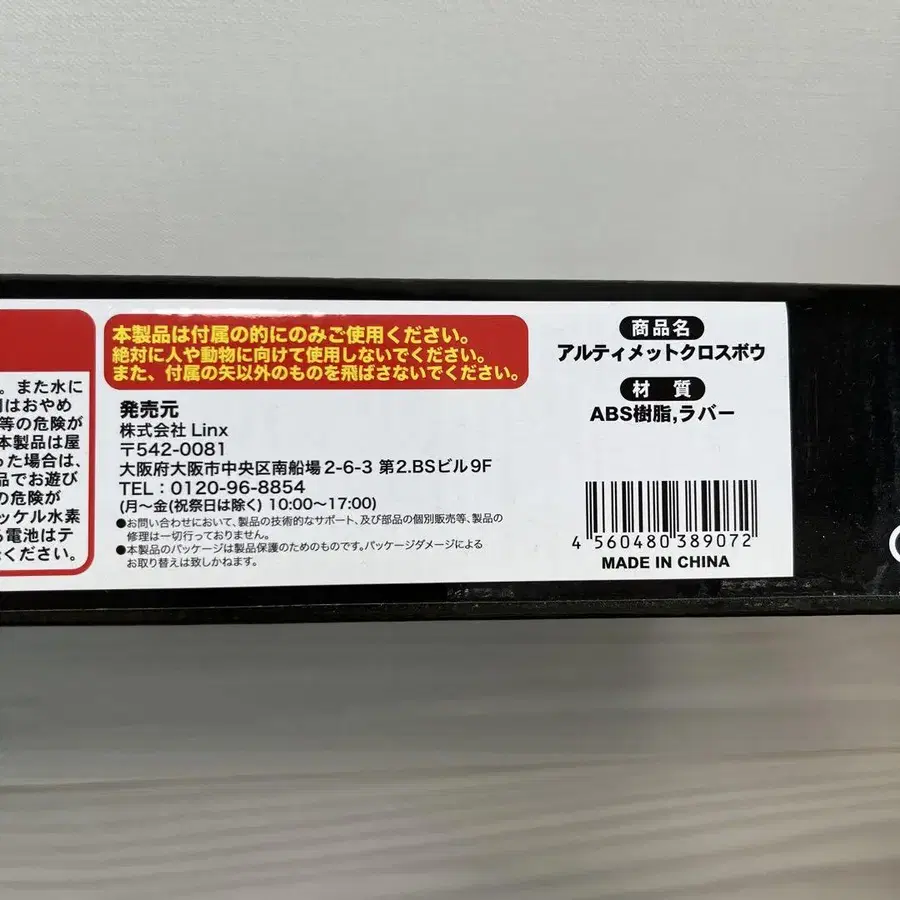 。また水に
間はおやめ
等の危険が
本製品は屋
った場合は、
品でお遊び
の危険が
ッケル水素
る電池はテ
ください。
本製品は付属の的にのみご使用ください。
絶対に人や動物に向けて使用しないでください。
また、付属の矢以外のものを飛ばさないでください。
発売元
株式会社 Linx
〒542-0081
大阪府大阪市中央区南船場2-6-3 第2.BSビル9F
TEL：0120-96-8854
(月〜金(祝祭日は除く) 10:00〜17:00)
●お問い合わせにおいて、製品の技術的なサポート、及び部品の個別販売等、製品の
修理は一切行っておりません。
●本製品のパッケージは製品保護のためのものです。パッケージダメージによる
お取り替えは致しかねます。
商品名
アルティメットクロスボウ
材 質
ABS樹脂,ラバー
4 560480 389072
MADE IN CHINA